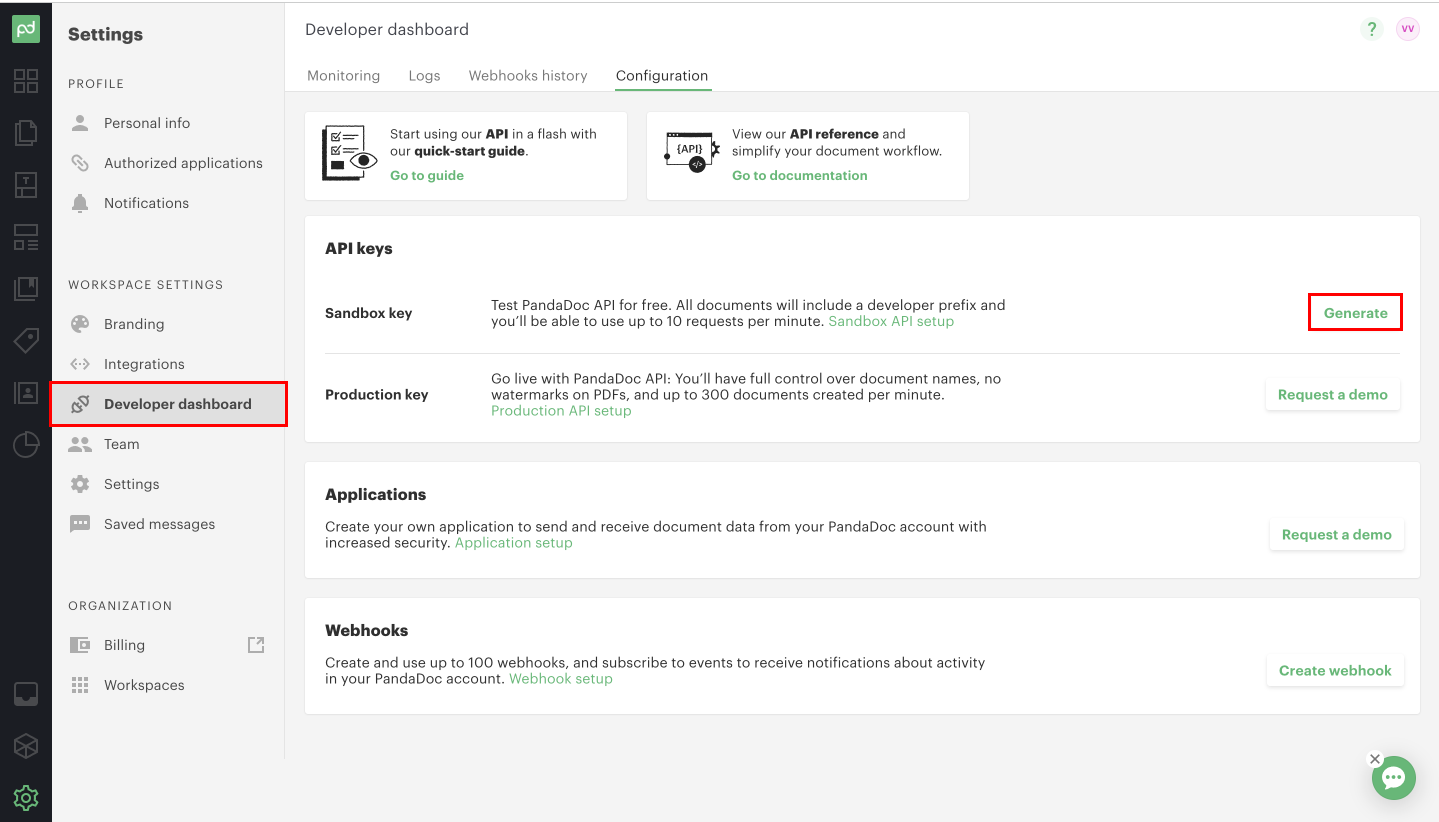 pd
Settings
PROFILE
Personal info
Authorized applications
Notifications
WORKSPACE SETTINGS
Branding
Integrations
Developer dashboard
Team
Settings
Saved messages
ORGANIZATION
Billing
Workspaces
Developer dashboard
?
VV
Monitoring
Logs
Webhooks history
Configuration
Start using our API in a flash with
our quick-start guide.
Go to guide
{API}
</>
View our API reference and
simplify your document workflow.
Go to documentation
API keys
Sandbox key
Test PandaDoc API for free. All documents will include a developer prefix and
you’ll be able to use up to 10 requests per minute. Sandbox API setup
Generate
Production key
Go live with PandaDoc API: You’ll have full control over document names, no
watermarks on PDFs, and up to 300 documents created per minute.
Production API setup
Request a demo
Applications
Create your own application to send and receive document data from your PandaDoc account with
increased security. Application setup
Request a demo
Webhooks
Create and use up to 100 webhooks, and subscribe to events to receive notifications about activity
in your PandaDoc account. Webhook setup
Create webhook